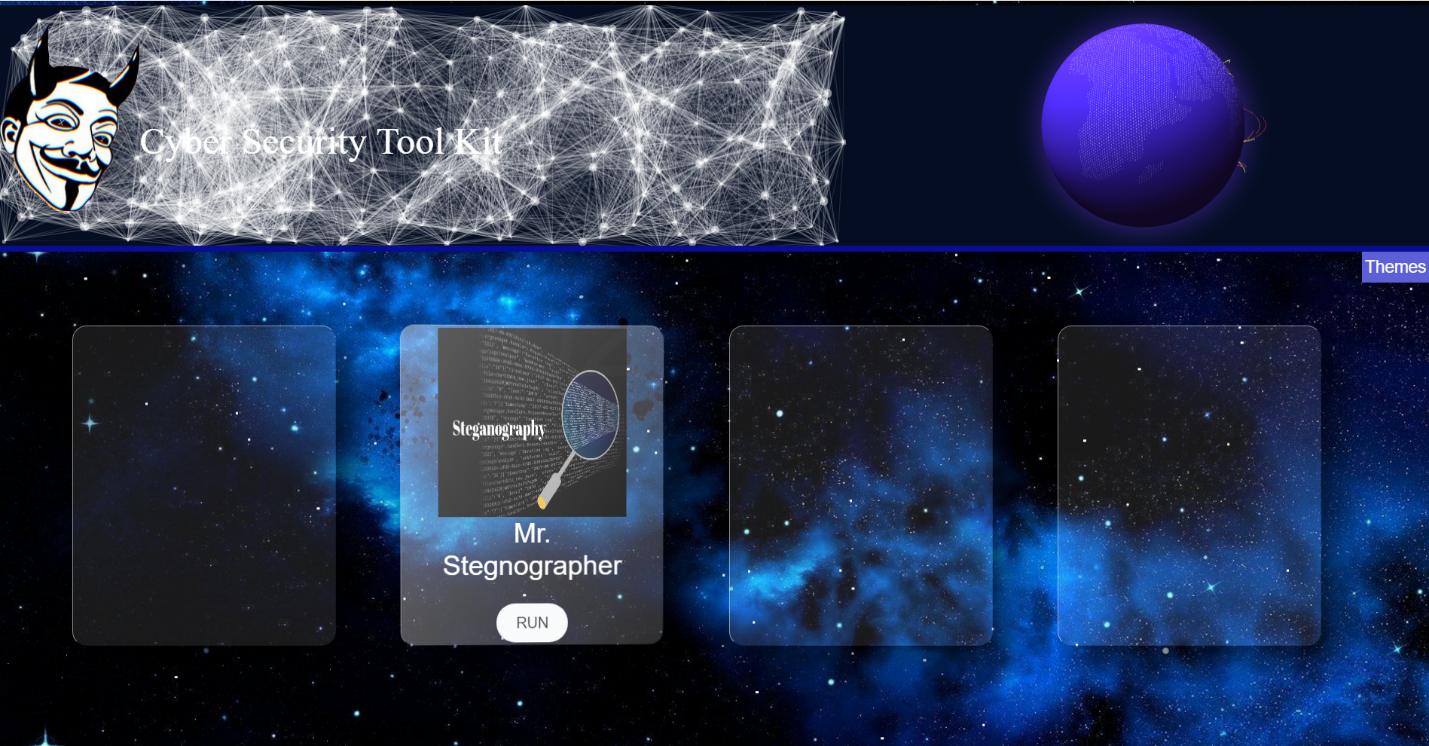 Cyber Security Tool Kit
Themes
Steganography
Mr.
Stegnographer
RUN